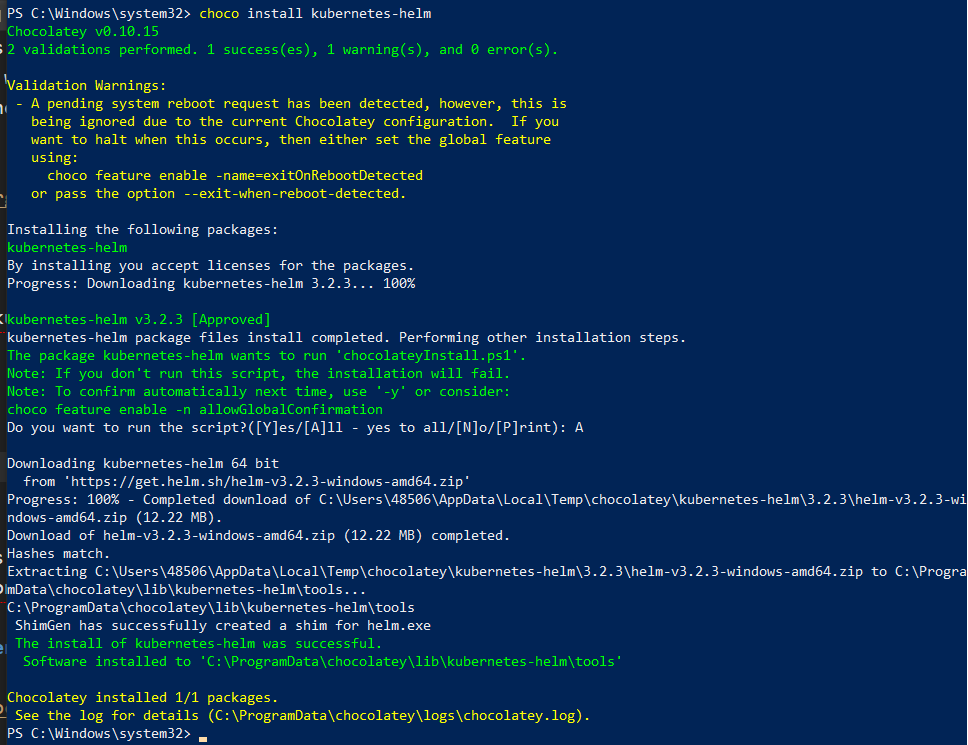 PS C:\Windows\system32> choco install kubernetes-helm
Chocolatey v0.10.15
2 validations performed. 1 success(es), 1 warning(s), and 0 error(s).
Validation Warnings:
- A pending system reboot request has been detected, however, this is
being ignored due to the current Chocolatey configuration.  If you
want to halt when this occurs, then either set the global feature
using:
choco feature enable -name=exitOnRebootDetected
or pass the option --exit-when-reboot-detected.
Installing the following packages:
kubernetes-helm
By installing you accept licenses for the packages.
Progress: Downloading kubernetes-helm 3.2.3... 100%
kubernetes-helm v3.2.3 [Approved]
kubernetes-helm package files install completed. Performing other installation steps.
The package kubernetes-helm wants to run 'chocolateyInstall.ps1'.
Note: If you don't run this script, the installation will fail.
Note: To confirm automatically next time, use '-y' or consider:
choco feature enable -n allowGlobalConfirmation
Do you want to run the script?([Y]es/[A]ll - yes to all/[N]o/[P]rint): A
Downloading kubernetes-helm 64 bit
from 'https://get.helm.sh/helm-v3.2.3-windows-amd64.zip'
Progress: 100% - Completed download of C:\Users\48506\AppData\Local\Temp\chocolatey\kubernetes-helm\3.2.3\helm-v3.2.3-wi
ndows-amd64.zip (12.22 MB).
Download of helm-v3.2.3-windows-amd64.zip (12.22 MB) completed.
Hashes match.
Extracting C:\Users\48506\AppData\Local\Temp\chocolatey\kubernetes-helm\3.2.3\helm-v3.2.3-windows-amd64.zip to C:\Progra
mData\chocolatey\lib\kubernetes-helm\tools...
C:\ProgramData\chocolatey\lib\kubernetes-helm\tools
ShimGen has successfully created a shim for helm.exe
The install of kubernetes-helm was successful.
Software installed to 'C:\ProgramData\chocolatey\lib\kubernetes-helm\tools'
Chocolatey installed 1/1 packages.
See the log for details (C:\ProgramData\chocolatey\logs\chocolatey.log).
PS C:\Windows\system32>